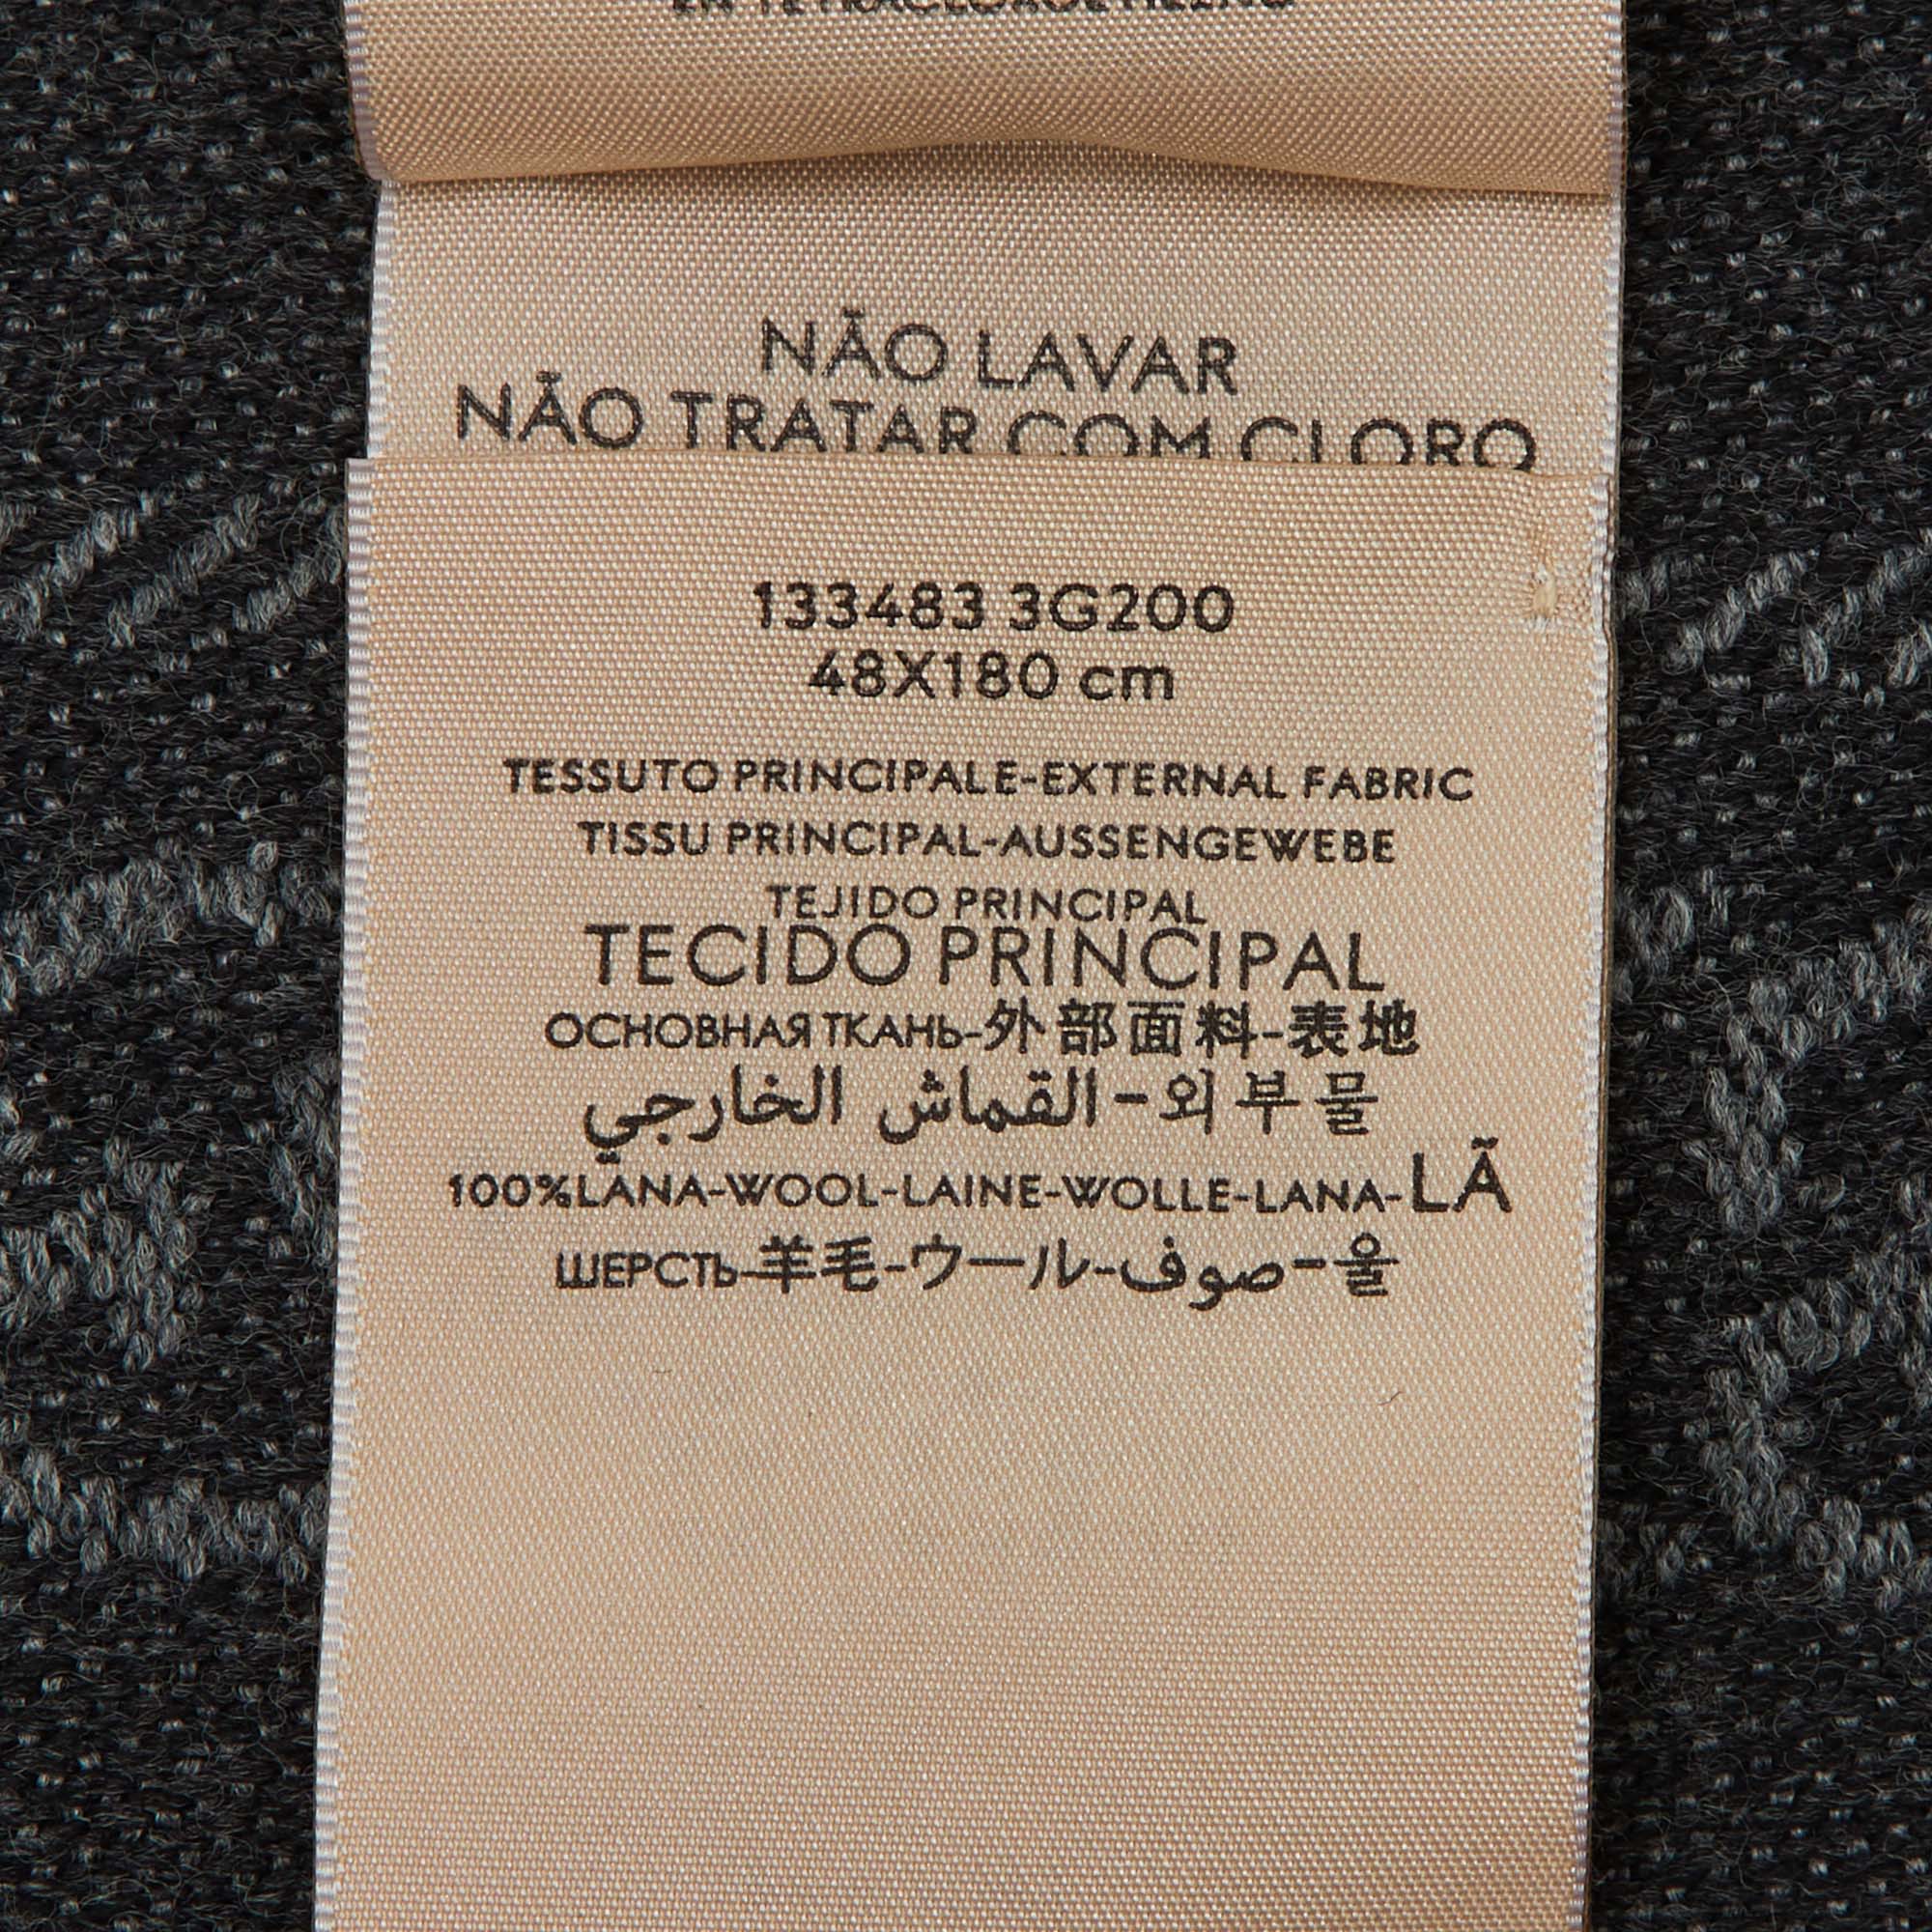 NÃO LAVAR
NÃO TRATAR COM CLORO
133483 3G200
48X180 cm
TESSUTO PRINCIPALE-EXTERNAL FABRIC
TISSU PRINCIPAL-AUSSENGEWEBE
TEJIDO PRINCIPAL
TECIDO PRINCIPAL
ОСНОВНАЯ ТКАНЬ-外部面料-表地
القماش الخارجي-외부물
100%LANA-WOOL-LAINE-WOLLE-LANA-LÃ
ШЕРСТЬ-羊毛-ウール-صوف-울